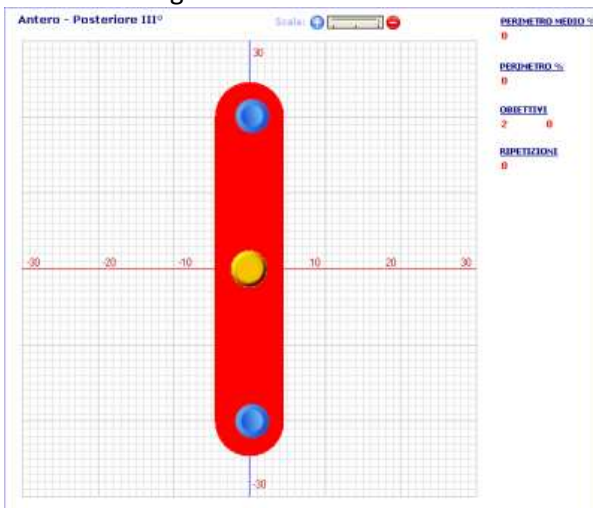 Antero - Posteriore III°
Scala:
PERIMETRO MEDIO %
0
PERIMETRO %
0
OBIETTIVI
2 0
RIPETIZIONI
0
30
-30 -20 -10 10 20 30
-30